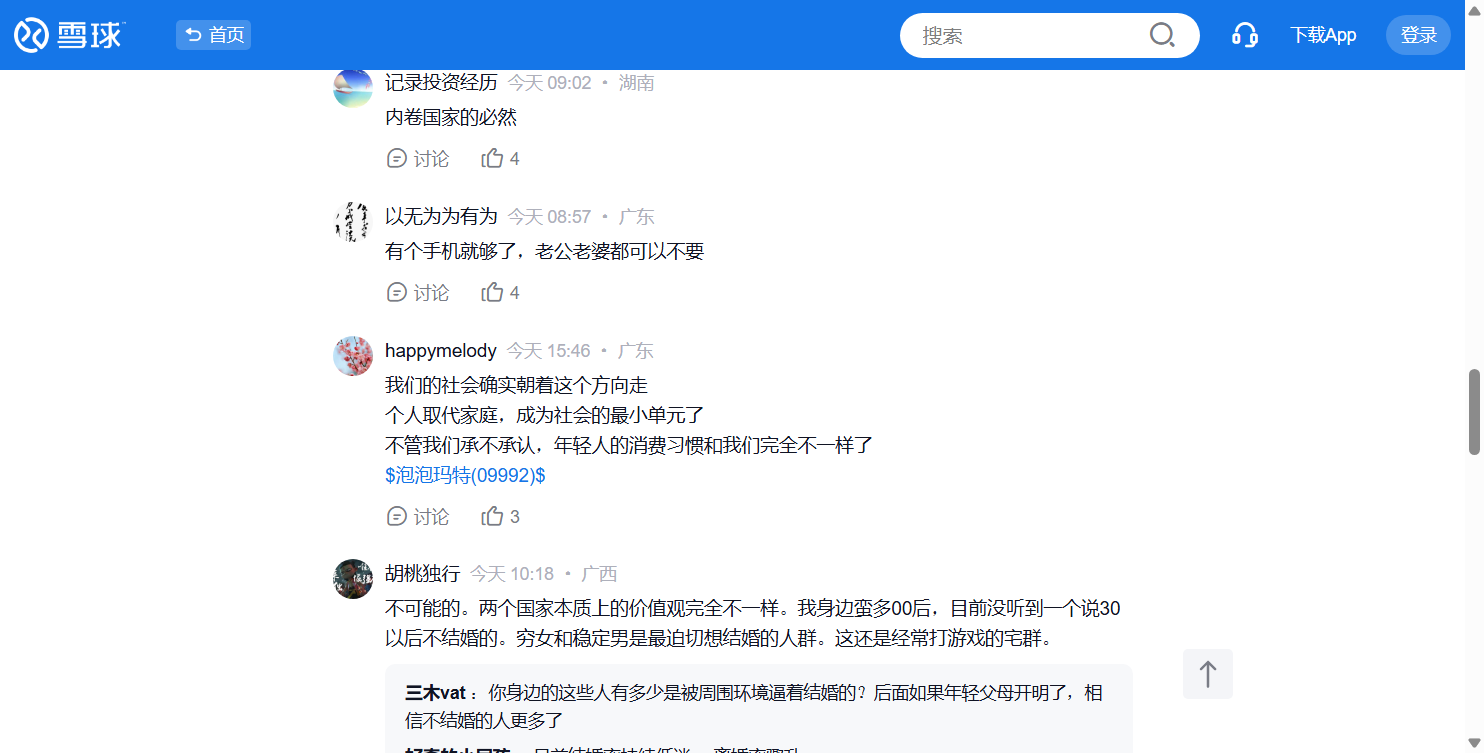 雪球
首页
搜索
下载App
登录
记录投资经历 今天 09:02 · 湖南
内卷国家的必然
讨论 4
以无为为有为 今天 08:57 · 广东
有个手机就够了，老公老婆都可以不要
讨论 4
happymelody 今天 15:46 · 广东
我们的社会确实朝着这个方向走
个人取代家庭，成为社会的最小单元了
不管我们承不承认，年轻人的消费习惯和我们完全不一样了
$泡泡玛特(09992)$
讨论 3
胡桃独行 今天 10:18 · 广西
不可能的。两个国家本质上的价值观完全不一样。我身边蛮多00后，目前没听到一个说30
以后不结婚的。穷女和稳定男是最迫切想结婚的人群。这还是经常打游戏的宅群。
三木vat ：你身边的这些人有多少是被周围环境逼着结婚的？后面如果年轻父母开明了，相
信不结婚的人更多了